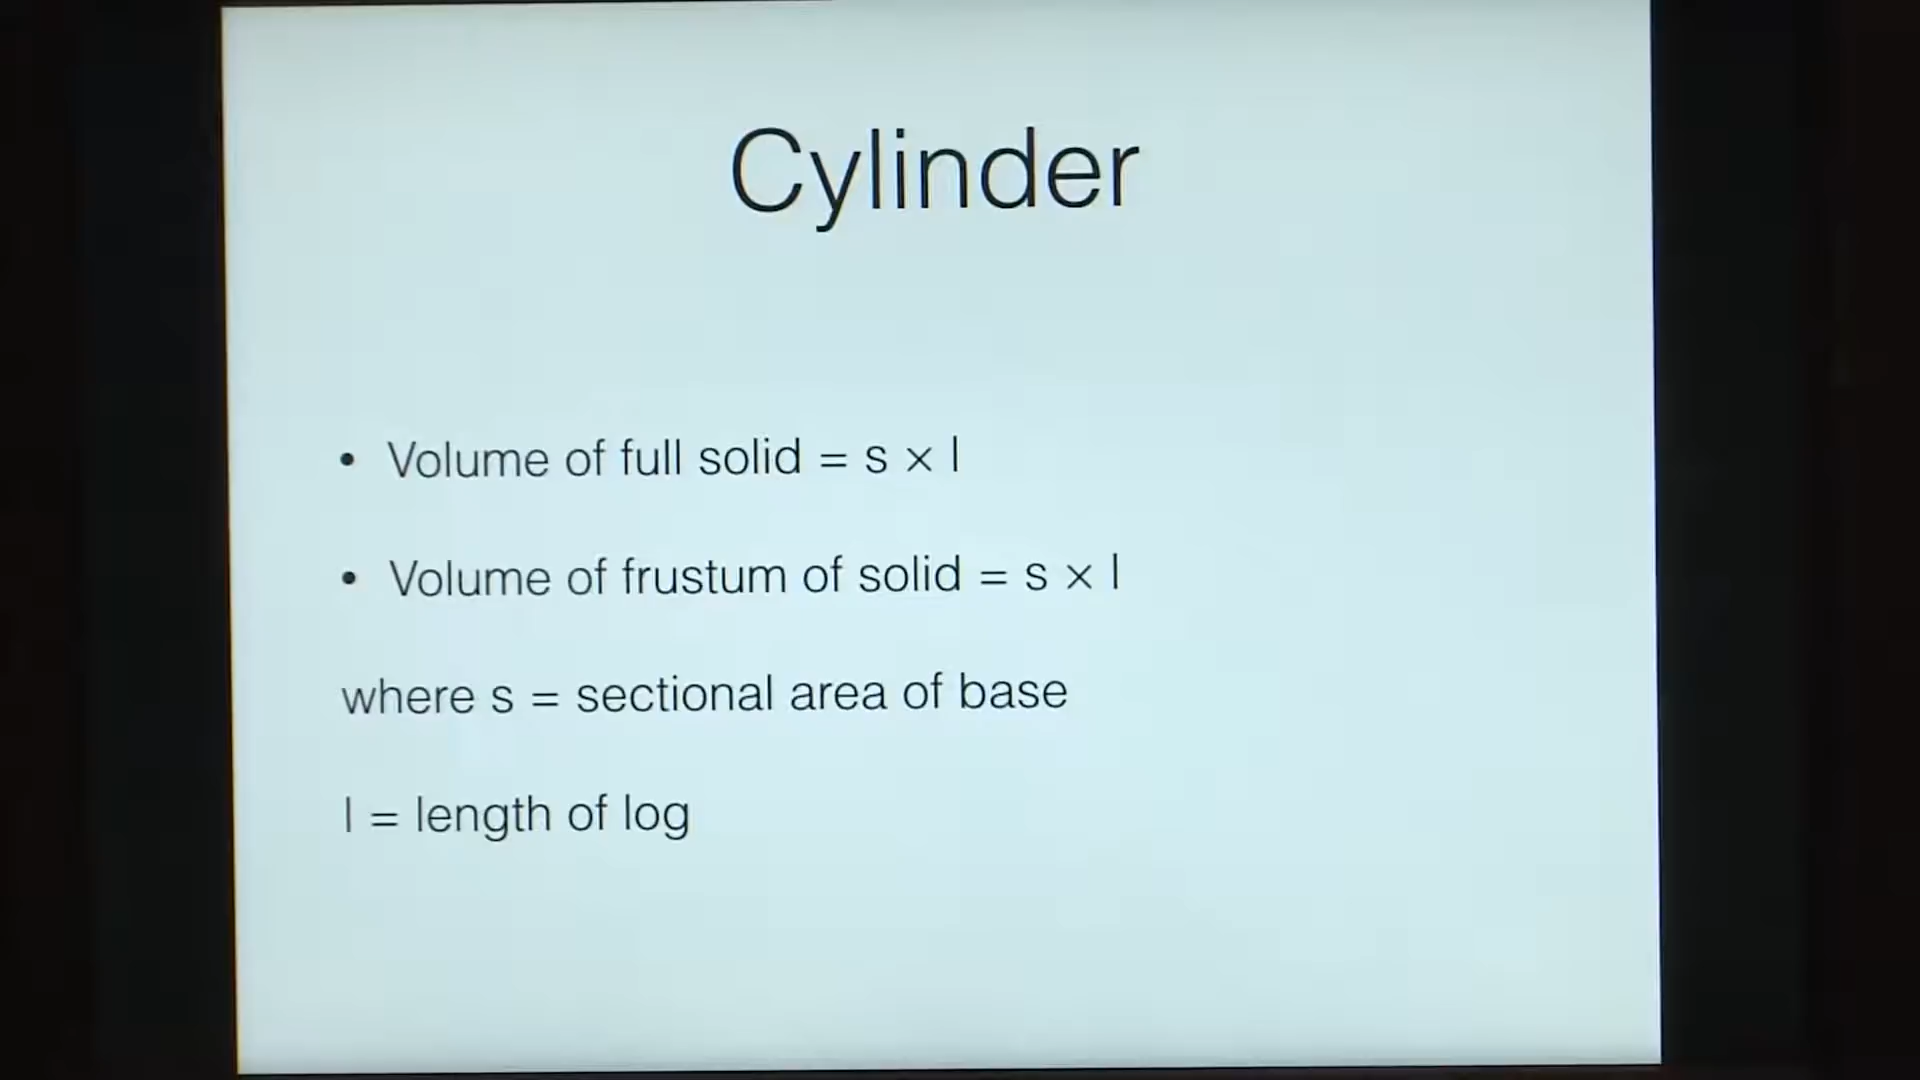 Cylinder
• Volume of full solid = s × l
• Volume of frustum of solid = s × l
where s = sectional area of base
l = length of log